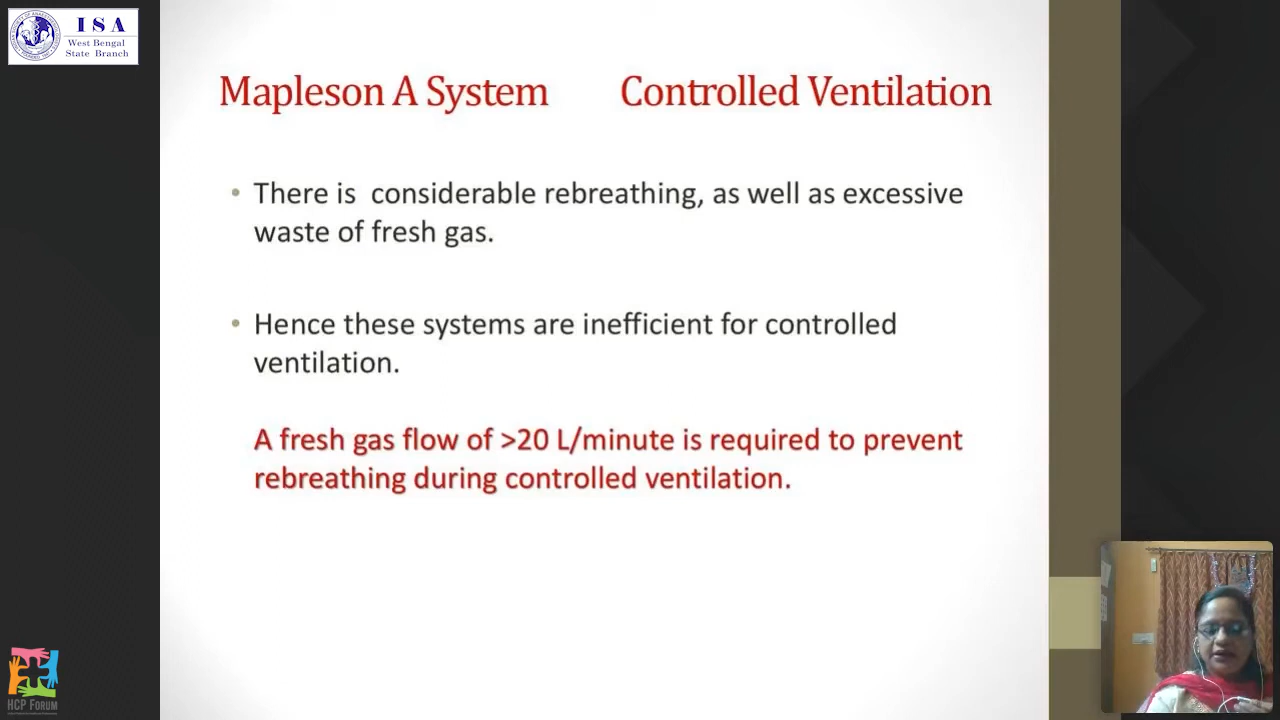 I S A
West Bengal
State Branch
Mapleson A System Controlled Ventilation
• There is considerable rebreathing, as well as excessive
waste of fresh gas.
• Hence these systems are inefficient for controlled
ventilation.
A fresh gas flow of >20 L/minute is required to prevent
rebreathing during controlled ventilation.
HCP FORUM